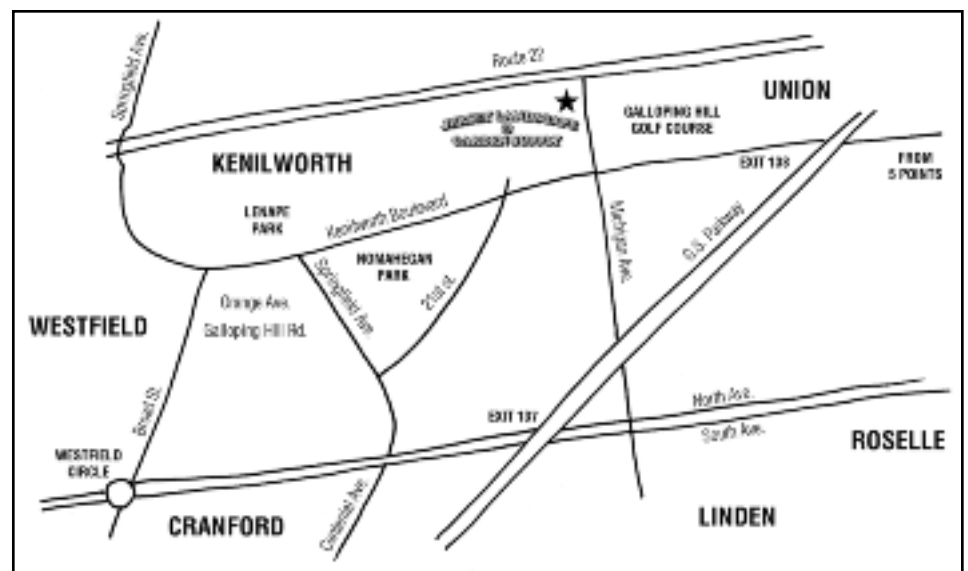 Springfield Ave.
Route 22
UNION
GALLOPING HILL
GOLF COURSE
KENILWORTH
EXIT 138
FROM
5 POINTS
LENAPE
PARK
Kenilworth Boulevard
NOMAHEGAN
PARK
Springfield Ave.
21st st.
G.S. Parkway
Orange Ave.
Galloping Hill Rd.
WESTFIELD
Broad St.
EXIT 137
North Ave.
South Ave.
ROSELLE
WESTFIELD
CIRCLE
CRANFORD
Centennial Ave.
LINDEN